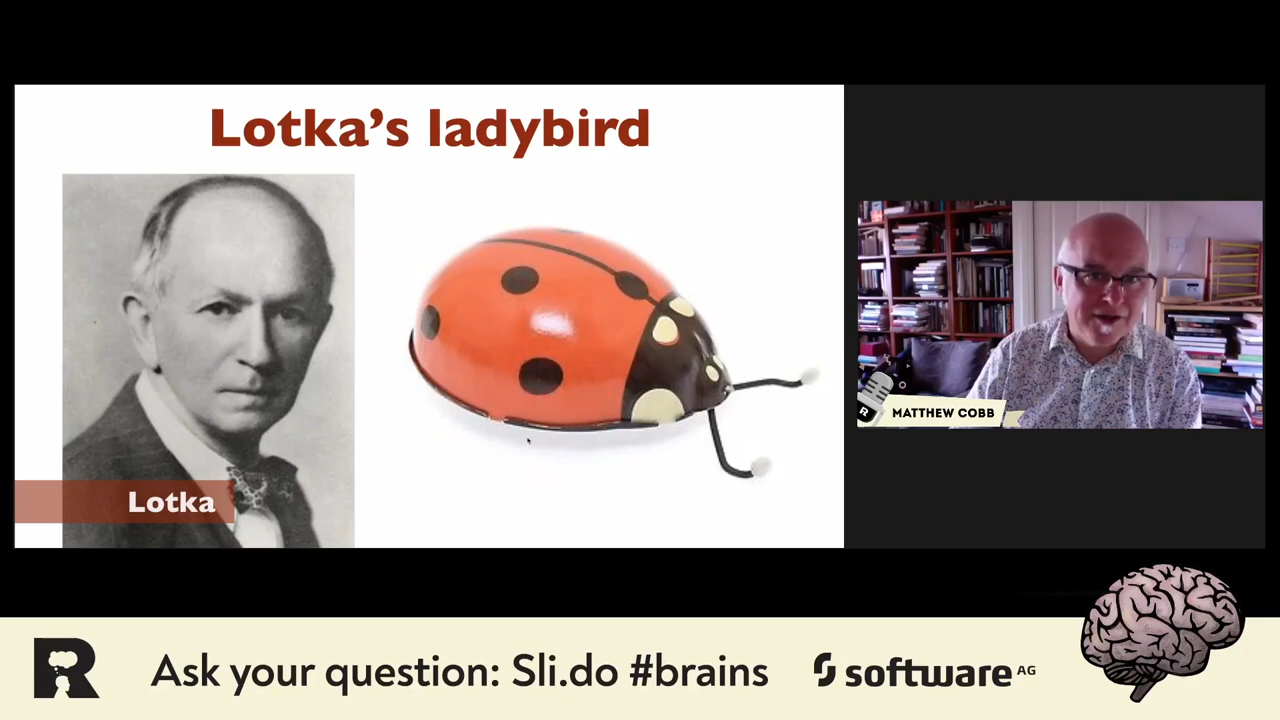 Lotka’s ladybird
Lotka
R
MATTHEW COBB
R
Ask your question: Sli.do #brains
software AG